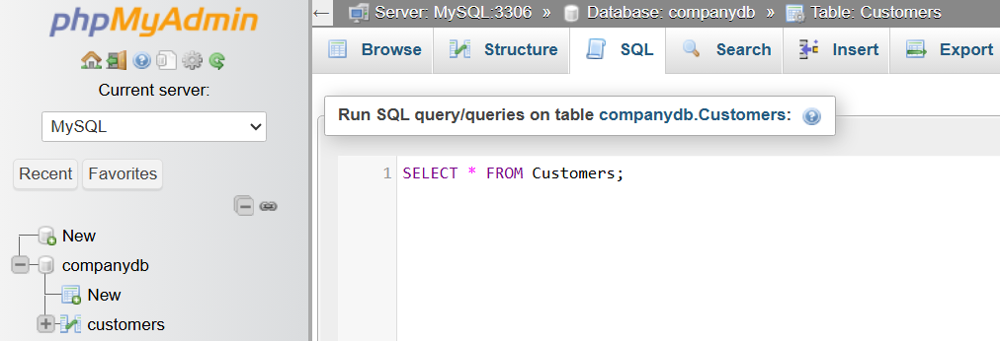 phpMyAdmin
Current server:
MySQL
Recent Favorites
New
companydb
New
customers
← Server: MySQL:3306 » Database: companydb » Table: Customers
Browse Structure SQL Search Insert Export
Run SQL query/queries on table companydb.Customers:
1 SELECT * FROM Customers;